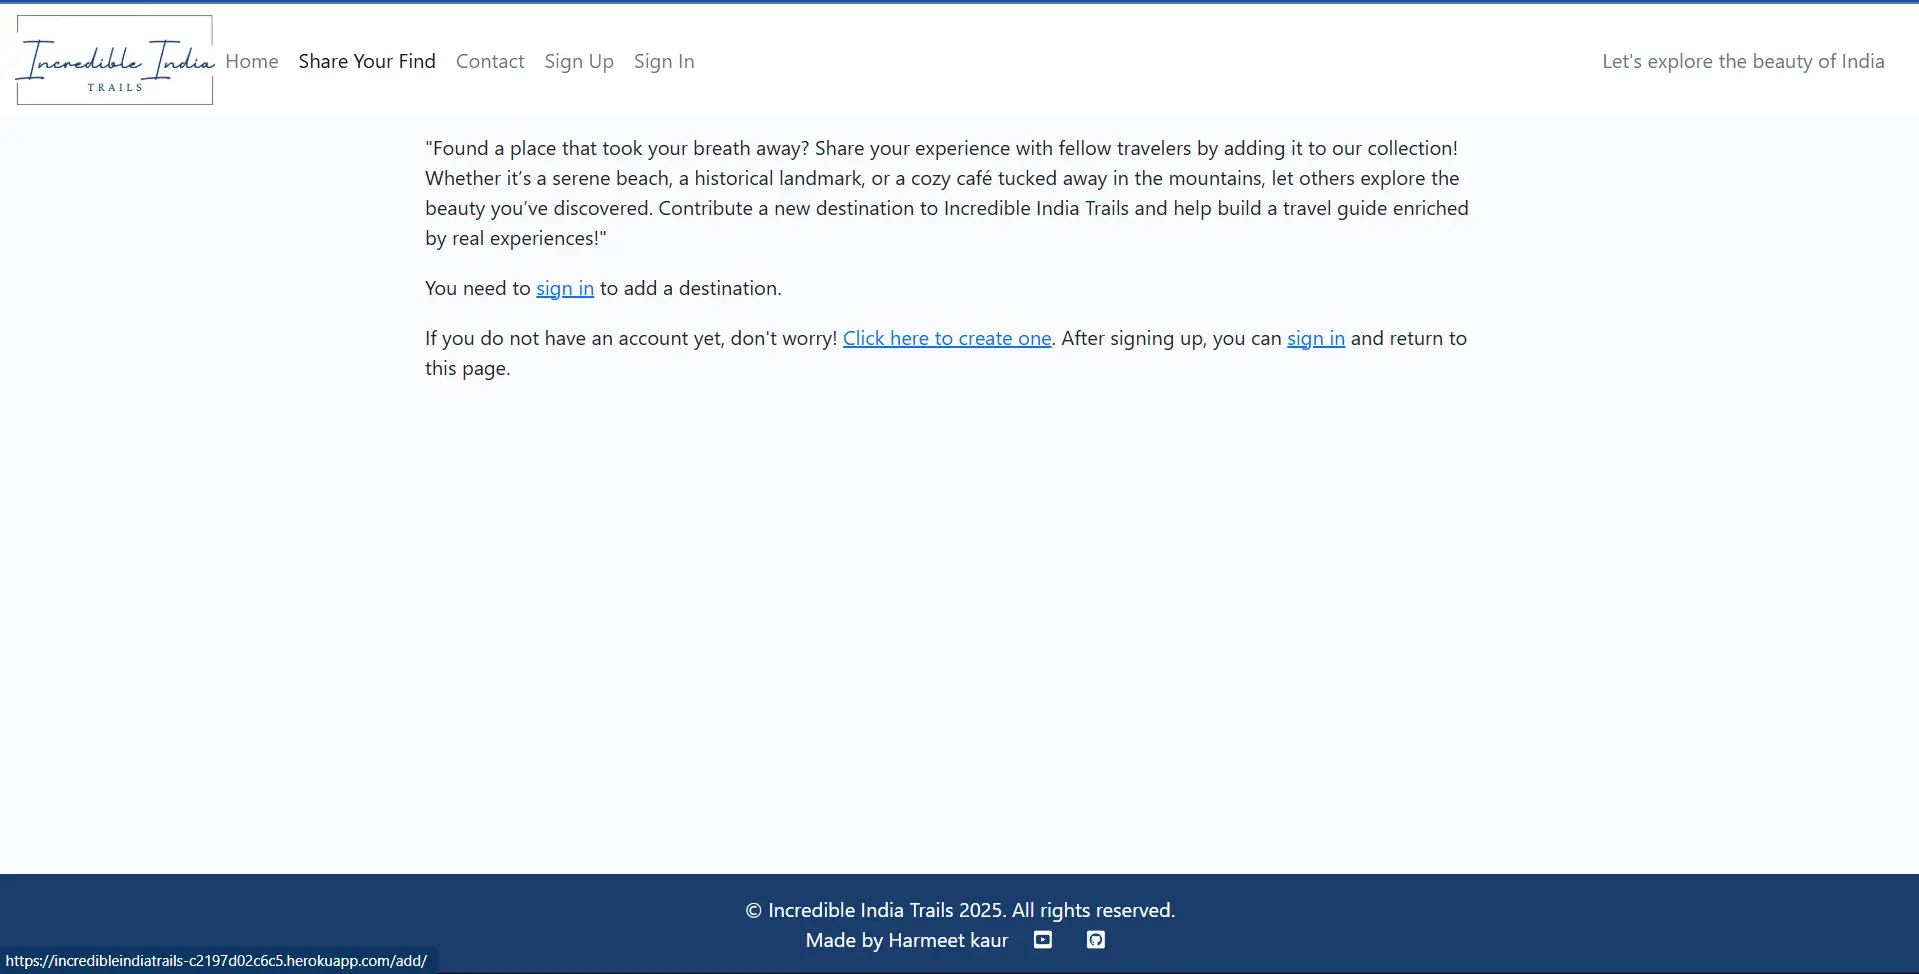 Incredible India
TRAILS
Home Share Your Find Contact Sign Up Sign In Let's explore the beauty of India
"Found a place that took your breath away? Share your experience with fellow travelers by adding it to our collection!
Whether it’s a serene beach, a historical landmark, or a cozy café tucked away in the mountains, let others explore the
beauty you’ve discovered. Contribute a new destination to Incredible India Trails and help build a travel guide enriched
by real experiences!"
You need to sign in to add a destination.
If you do not have an account yet, don't worry! Click here to create one. After signing up, you can sign in and return to
this page.
© Incredible India Trails 2025. All rights reserved.
Made by Harmeet kaur
https://incredibleindiatrails-c2197d02c6c5.herokuapp.com/add/